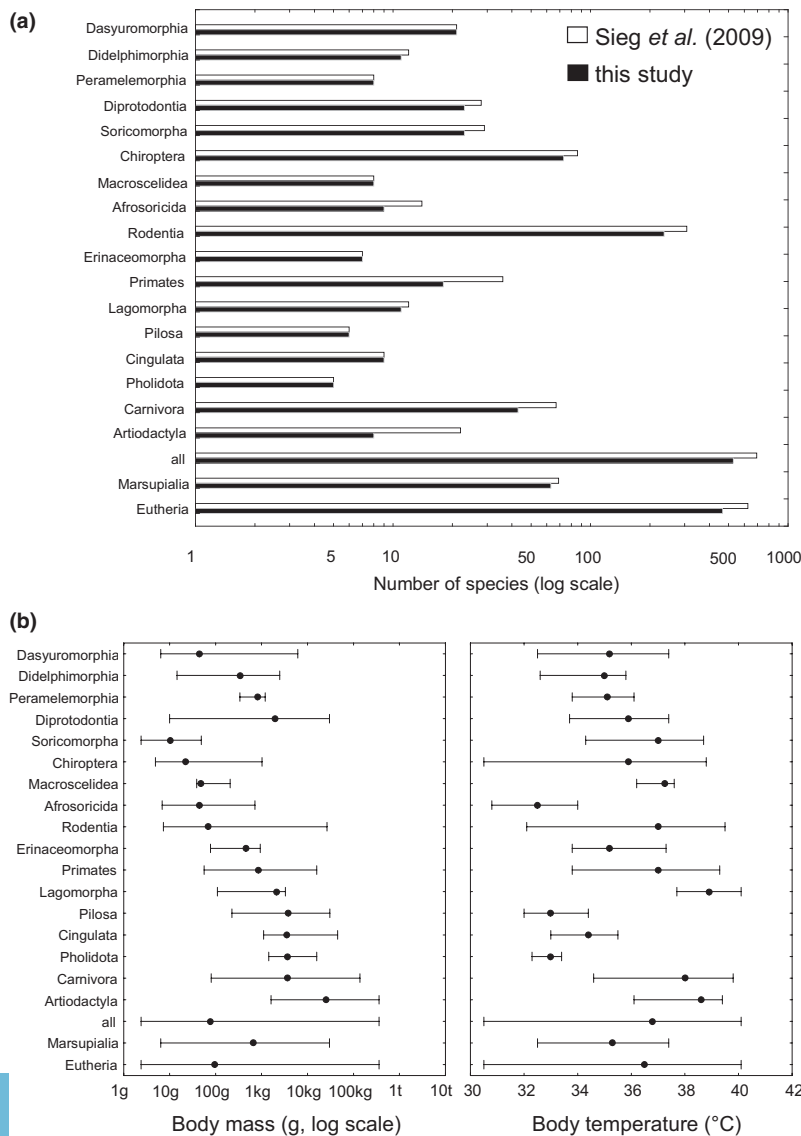 (a)
Sieg et al. (2009)
this study
Dasyuromorphia
Didelphimorphia
Peramelemorphia
Diprotodontia
Soricomorpha
Chiroptera
Macroscelidea
Afrosoricida
Rodentia
Erinaceomorpha
Primates
Lagomorpha
Pilosa
Cingulata
Pholidota
Carnivora
Artiodactyla
all
Marsupialia
Eutheria
1 5 10 50 100 500 1000
Number of species (log scale)
(b)
Dasyuromorphia
Didelphimorphia
Peramelemorphia
Diprotodontia
Soricomorpha
Chiroptera
Macroscelidea
Afrosoricida
Rodentia
Erinaceomorpha
Primates
Lagomorpha
Pilosa
Cingulata
Pholidota
Carnivora
Artiodactyla
all
Marsupialia
Eutheria
1g 10g 100g 1kg 10kg 100kg 1t 10t
Body mass (g, log scale)
30 32 34 36 38 40 42
Body temperature (°C)